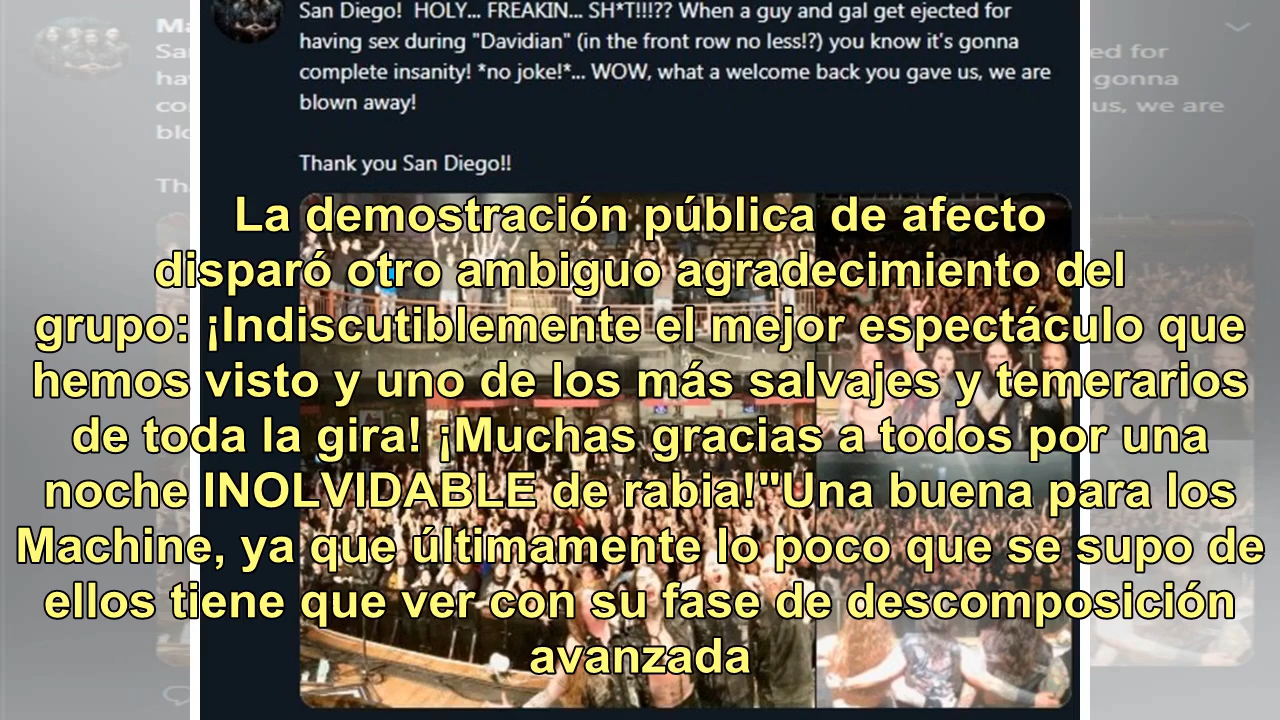 San Diego! HOLY... FREAKIN... SH*T!!!?? When a guy and gal get ejected for
having sex during "Davidian" (in the front row no less!?) you know it's gonna
complete insanity! *no joke!*... WOW, what a welcome back you gave us, we are
blown away!
Thank you San Diego!!
La demostración pública de afecto
disparó otro ambiguo agradecimiento del
grupo: ¡Indiscutiblemente el mejor espectáculo que
hemos visto y uno de los más salvajes y temerarios
de toda la gira! ¡Muchas gracias a todos por una
noche INOLVIDABLE de rabia!"Una buena para los
Machine, ya que últimamente lo poco que se supo de
ellos tiene que ver con su fase de descomposición
avanzada